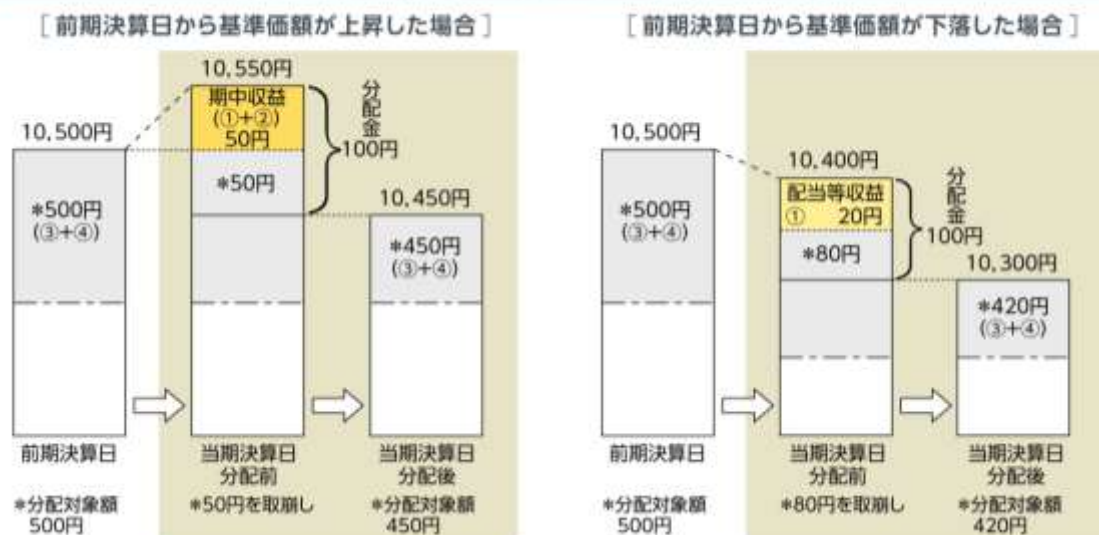 [前期決算日から基準価額が上昇した場合]
10,500円
*500円
(③+④)
前期決算日
*分配対象額
500円
10,550円
期中収益
(①+②)
50円
*50円
分配金
100円
当期決算日
分配前
*50円を取崩し
10,450円
*450円
(③+④)
当期決算日
分配後
*分配対象額
450円
[前期決算日から基準価額が下落した場合]
10,500円
*500円
(③+④)
前期決算日
*分配対象額
500円
10,400円
配当等収益
① 20円
*80円
分配金
100円
当期決算日
分配前
*80円を取崩し
10,300円
*420円
(③+④)
当期決算日
分配後
*分配対象額
420円